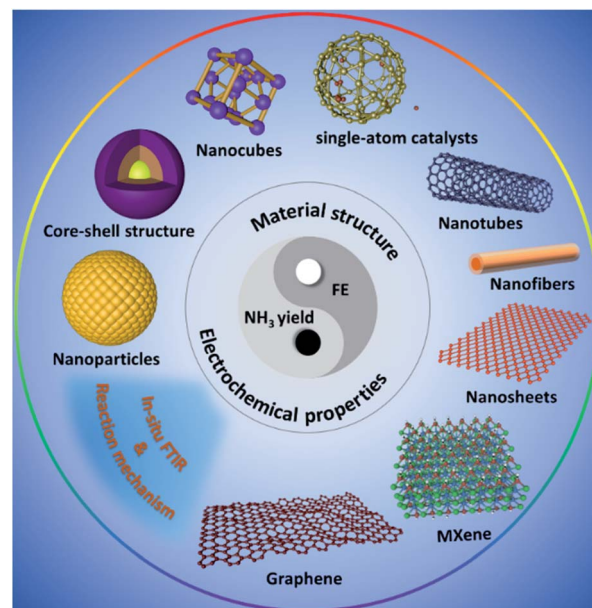 Nanocubes
single-atom catalysts
Nanotubes
Nanofibers
Nanosheets
MXene
Graphene
In-situ FTIR
&
Reaction mechanism
Nanoparticles
Core-shell structure
Material structure
FE
NH₃ yield
Electrochemical properties